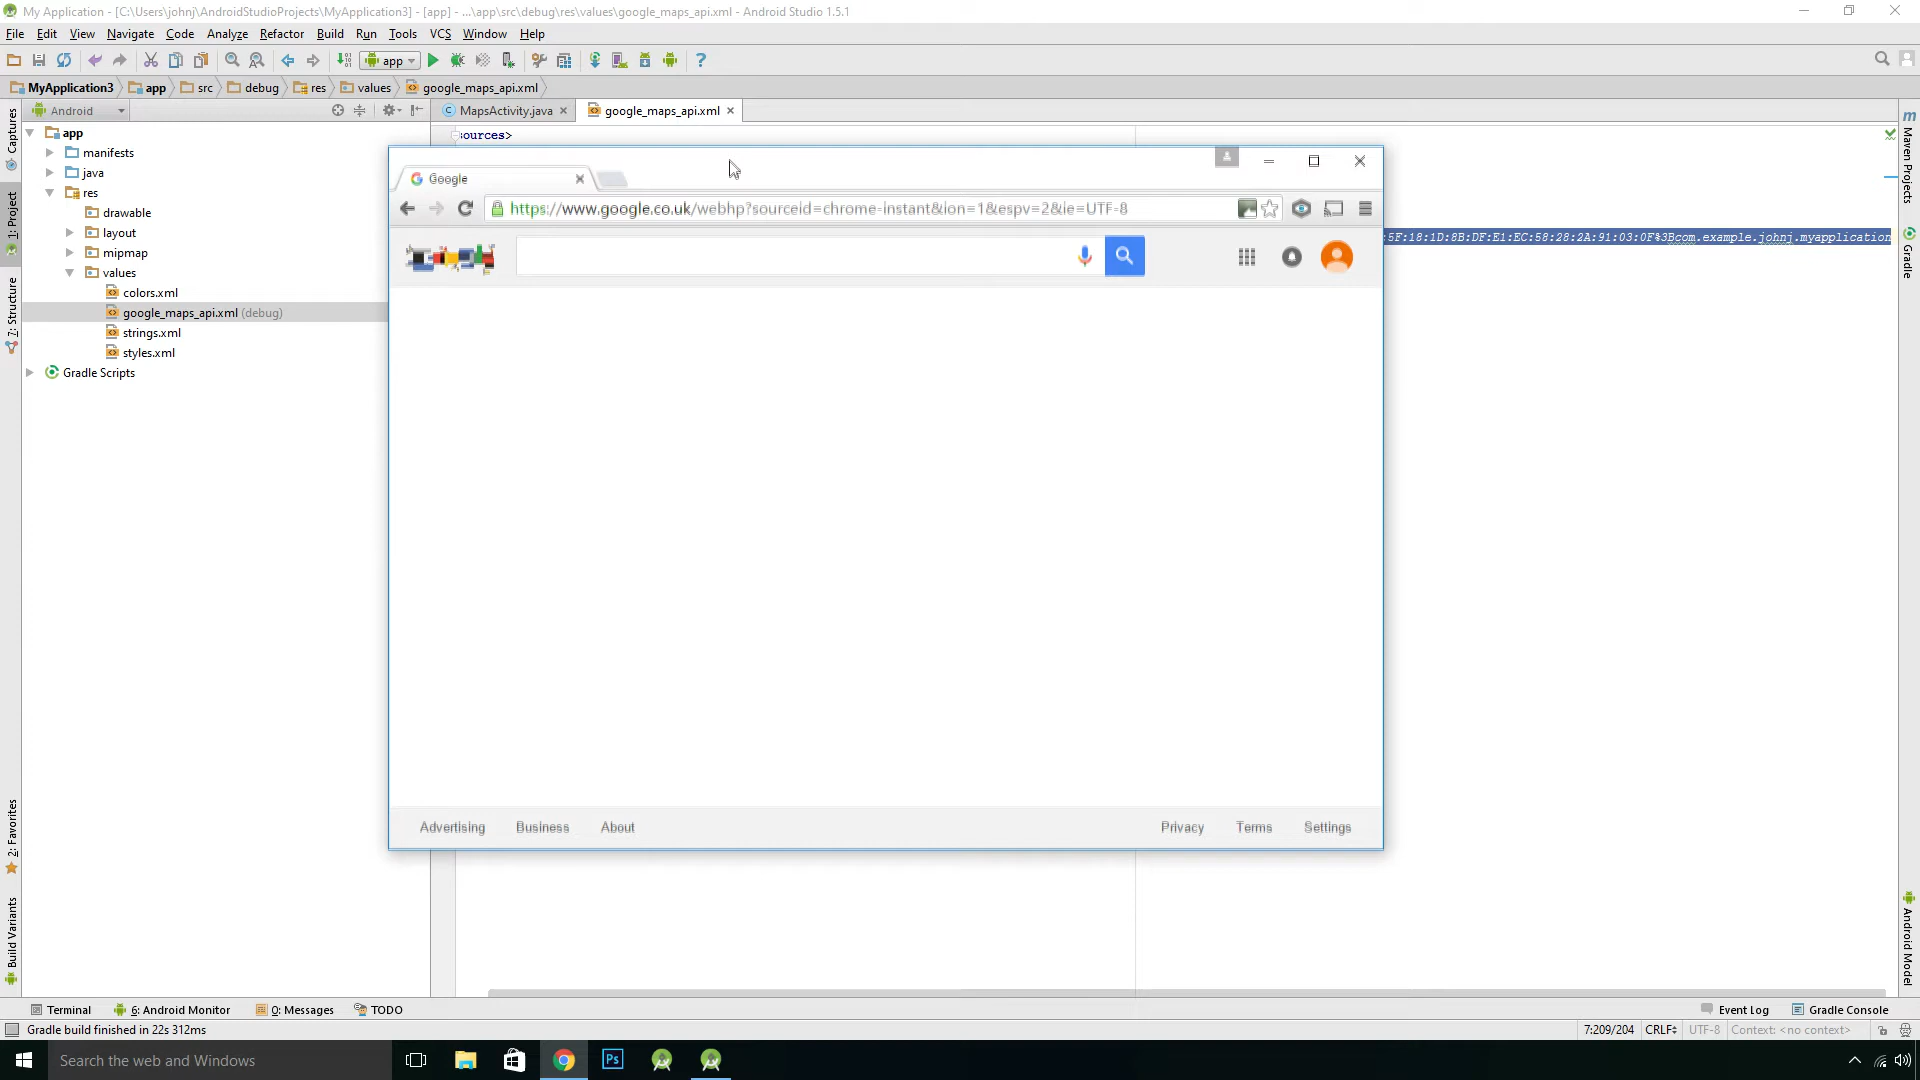 My Application - [C:\Users\johnj\AndroidStudioProjects\MyApplication3] - [app] - ...\app\src\debug\res\values\google_maps_api.xml - Android Studio 1.5.1
File Edit View Navigate Code Analyze Refactor Build Run Tools VCS Window Help
app
MyApplication3 app src debug res values google_maps_api.xml
Android MapsActivity.java google_maps_api.xml
Captures
1: Project
7: Structure
2: Favorites
Build Variants
app
manifests
java
res
drawable
layout
mipmap
values
colors.xml
google_maps_api.xml (debug)
strings.xml
styles.xml
Gradle Scripts
sources>
Google
https://www.google.co.uk/webhp?sourceid=chrome-instant&ion=1&espv=2&ie=UTF-8
:5F:18:1D:8B:DF:E1:EC:58:28:2A:91:03:0F%3Bcom.example.johnj.myapplication
Advertising Business About Privacy Terms Settings
Maven Projects
Gradle
Android Model
Terminal 6: Android Monitor 0: Messages TODO Event Log Gradle Console
Gradle build finished in 22s 312ms 7:209/204 CRLF UTF-8 Context: <no context>
Search the web and Windows
Ps